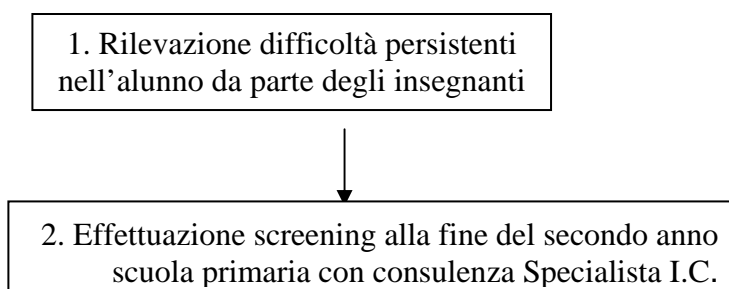 1. Rilevazione difficoltà persistenti
nell’alunno da parte degli insegnanti
2. Effettuazione screening alla fine del secondo anno
scuola primaria con consulenza Specialista I.C.